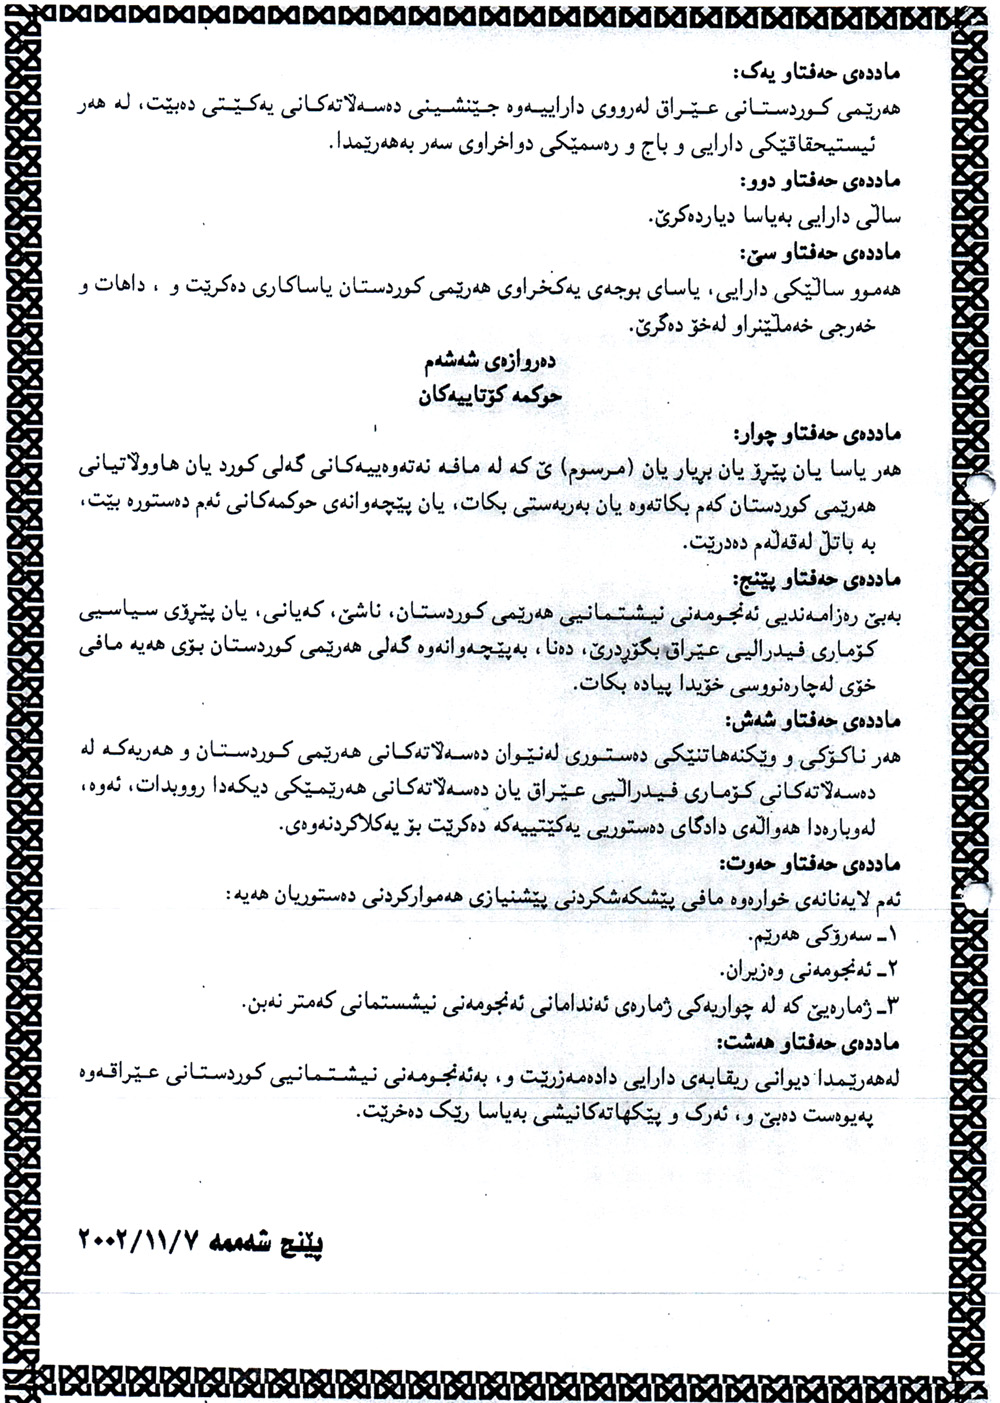 ماددەی حەفتاو یەک:
هەرێمی کوردستانی عێراق لەرووی داراییەوە جێنشینی دەسەڵاتەکانی یەکێتی دەبێت، لە هەر
ئیستیحقاقێکی دارایی و باج و رەسمێکی دواخراوی سەر بەهەرێمدا.
ماددەی حەفتاو دوو:
ساڵی دارایی بەیاسا دیاردەکرێ.
ماددەی حەفتاو سێ:
هەموو ساڵێکی دارایی، یاسای بوجەی یەکخراوی هەرێمی کوردستان یاساکاری دەکرێت و ، داهات و
خەرجی خەمڵێنراو لەخۆ دەگرێ.
دەروازەی شەشەم
حوکمە کۆتاییەکان
ماددەی حەفتاو چوار:
هەر یاسا یان پێڕۆ یان بڕیار یان (مرسوم) ێ کە لە مافە نەتەوەییەکانی گەلی کورد یان هاووڵاتیانی
هەرێمی کوردستان کەم بکاتەوە یان بەربەستی بکات، یان پێچەوانەی حوکمەکانی ئەم دەستورە بێت،
بە باتڵ لەقەڵەم دەدرێت.
ماددەی حەفتاو پێنج:
بەبێ رەزامەندیی ئەنجومەنی نیشتمانیی هەرێمی کوردستان، ناشێ، کەیانی، یان پێڕۆی سیاسیی
کۆماری فیدرالیی عێراق بگۆڕدرێ، دەنا، بەپێچەوانەوە گەلی هەرێمی کوردستان بۆی هەیە مافی
خۆی لەچارەنووسی خۆیدا پیادە بکات.
ماددەی حەفتاو شەش:
هەر ناکۆکی و وێکنەهاتنێکی دەستوری لەنێوان دەسەڵاتەکانی هەرێمی کوردستان و هەریەکە لە
دەسەڵاتەکانی کۆماری فیدراڵیی عێراق یان دەسەڵاتەکانی هەرێمێکی دیکەدا رووبدات، ئەوە،
لەوبارەدا هەواڵەی دادگای دەستوریی یەکێتییەکە دەکرێت بۆ یەکلاکردنەوەی.
ماددەی حەفتاو حەوت:
ئەم لایەنانەی خوارەوە مافی پێشکەشکردنی پێشنیازی هەموارکردنی دەستوریان هەیە:
١ـ سەرۆکی هەرێم.
٢ـ ئەنجومەنی وەزیران.
٣ـ ژمارەیێ کە لە چواریەکی ژمارەی ئەندامانی ئەنجومەنی نیشستمانی کەمتر نەبن.
ماددەی حەفتاو هەشت:
لەهەرێمدا دیوانی ریقابەی دارایی دادەمەزرێت و، بەئەنجومەنی نیشتمانیی کوردستانی عێراقەوە
پەیوەست دەبێ و، ئەرک و پێکهاتەکانیشی بەیاسا رێک دەخرێت.
پێنج شەممە ٢٠٠٢/١١/٧